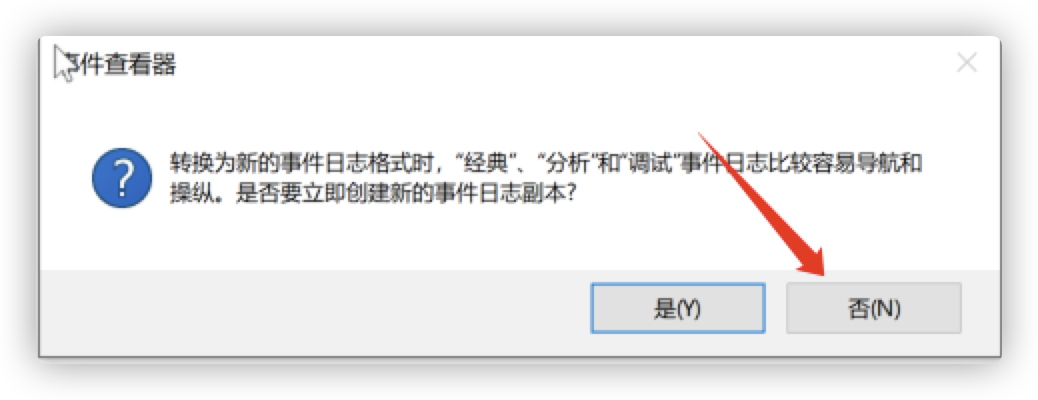 事件查看器
转换为新的事件日志格式时，“经典”、“分析”和“调试”事件日志比较容易导航和
操纵。是否要立即创建新的事件日志副本?
是(Y)
否(N)